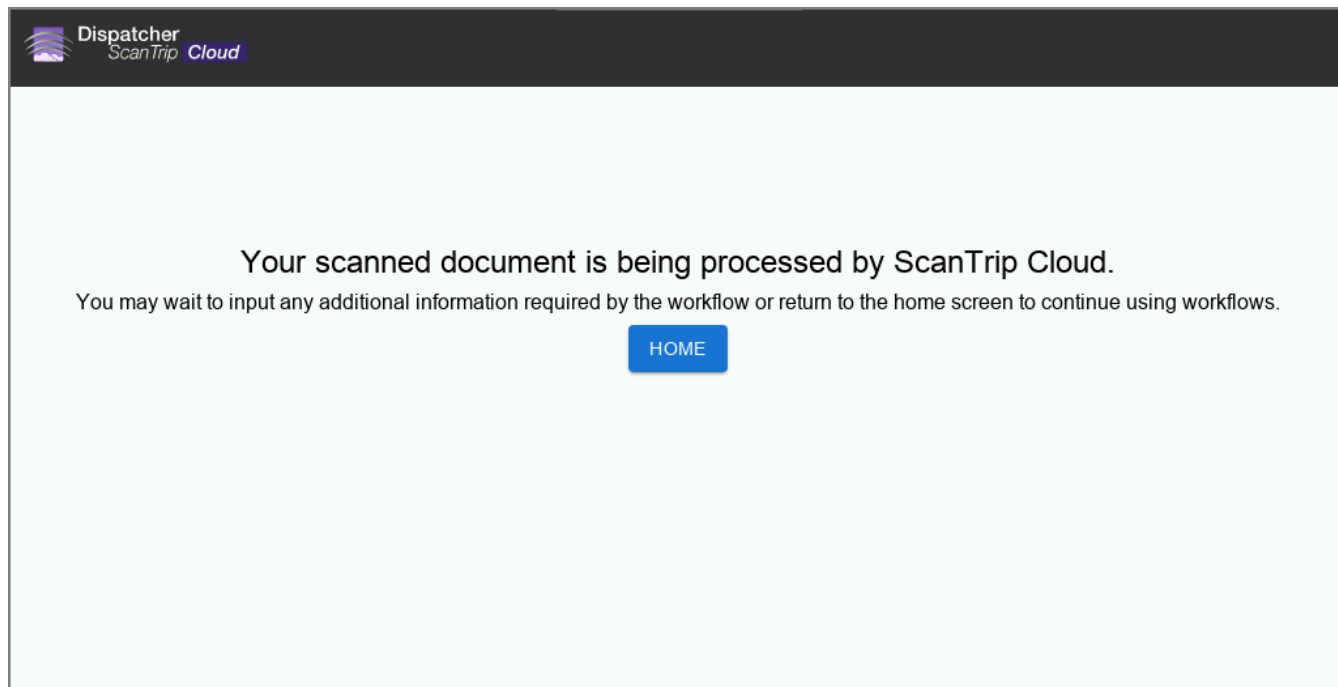 Dispatcher
ScanTrip Cloud
Your scanned document is being processed by ScanTrip Cloud.
You may wait to input any additional information required by the workflow or return to the home screen to continue using workflows.
HOME